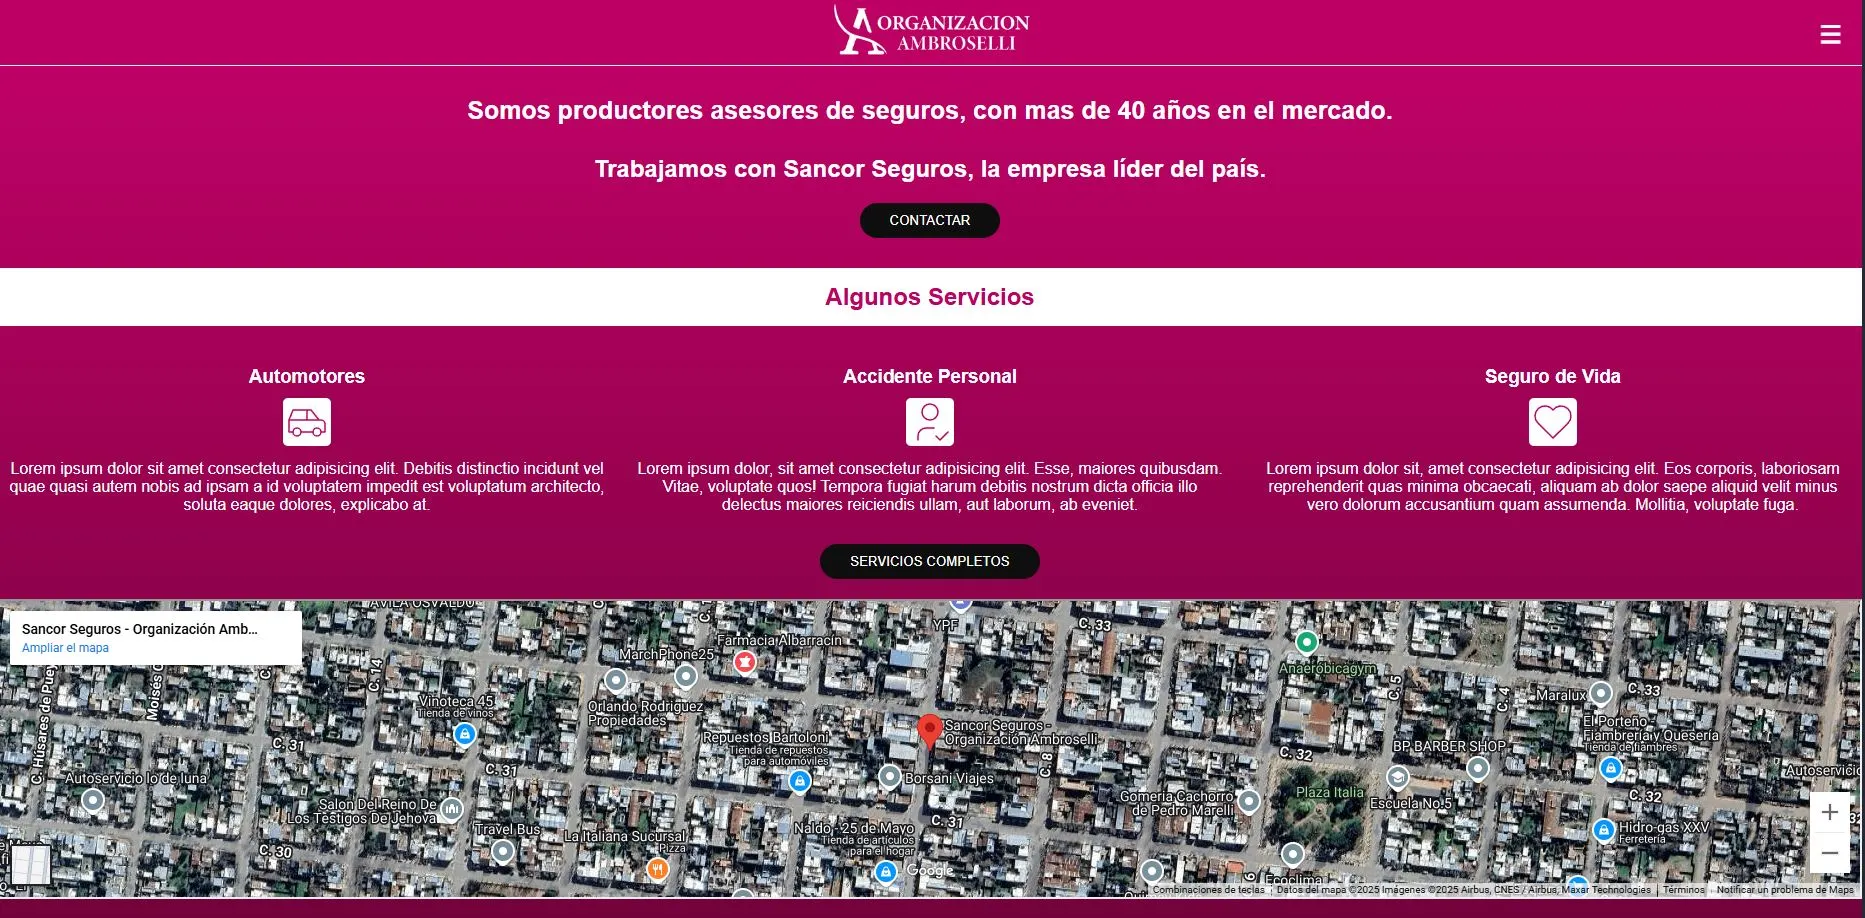 ORGANIZACION
AMBROSELLI
Somos productores asesores de seguros, con mas de 40 años en el mercado.
Trabajamos con Sancor Seguros, la empresa líder del país.
CONTACTAR
Algunos Servicios
Automotores
Lorem ipsum dolor sit amet consectetur adipisicing elit. Debitis distinctio incidunt vel
quae quasi autem nobis ad ipsam a id voluptatem impedit est voluptatum architecto,
soluta eaque dolores, explicabo at.
Accidente Personal
Lorem ipsum dolor, sit amet consectetur adipisicing elit. Esse, maiores quibusdam.
Vitae, voluptate quos! Tempora fugiat harum debitis nostrum dicta officia illo
delectus maiores reiciendis ullam, aut laborum, ab eveniet.
Seguro de Vida
Lorem ipsum dolor sit, amet consectetur adipisicing elit. Eos corporis, laboriosam
reprehenderit quas minima obcaecati, aliquam ab dolor saepe aliquid velit minus
vero dolorum accusantium quam assumenda. Mollitia, voluptate fuga.
SERVICIOS COMPLETOS
Sancor Seguros - Organización Amb...
Ampliar el mapa
AVILA OSVALDO
YPF
C. 33
Farmacia Albarracin
MarchPhone25
Anaeróbicagym
C. 14
C. 5
C. 4
Maralux
C. 33
Moises
C. Húsares de Puey
Vinoteca 45
Tienda de vinos
Orlando Rodriguez
Propiedades
Sancor Seguros -
Organización Ambroselli
El Porteño -
Fiambrería y Quesería
Tienda de fiambres
Repuestos Bartoloni
Tienda de repuestos
para automóviles
C. 31
C. 8
C. 32
BP BARBER SHOP
C. 31
Autoservicio lo de luna
Borsani Viajes
Autoservicio
Plaza Italia
Gomeria Cachorro
de Pedro Marelli
Escuela No.5
C. 32
Salon Del Reino De
Los Testigos De Jehova
Travel Bus
La Italiana Sucursal
Pizza
C. 31
Naldo - 25 de Mayo
Tienda de artículos
para el hogar
Hidro-gas XXV
Ferretería
C. 30
Google
Ecoclima
Combinaciones de teclas
Datos del mapa ©2025 Imágenes ©2025 Airbus, CNES / Airbus, Maxar Technologies
Términos
Notificar un problema de Maps